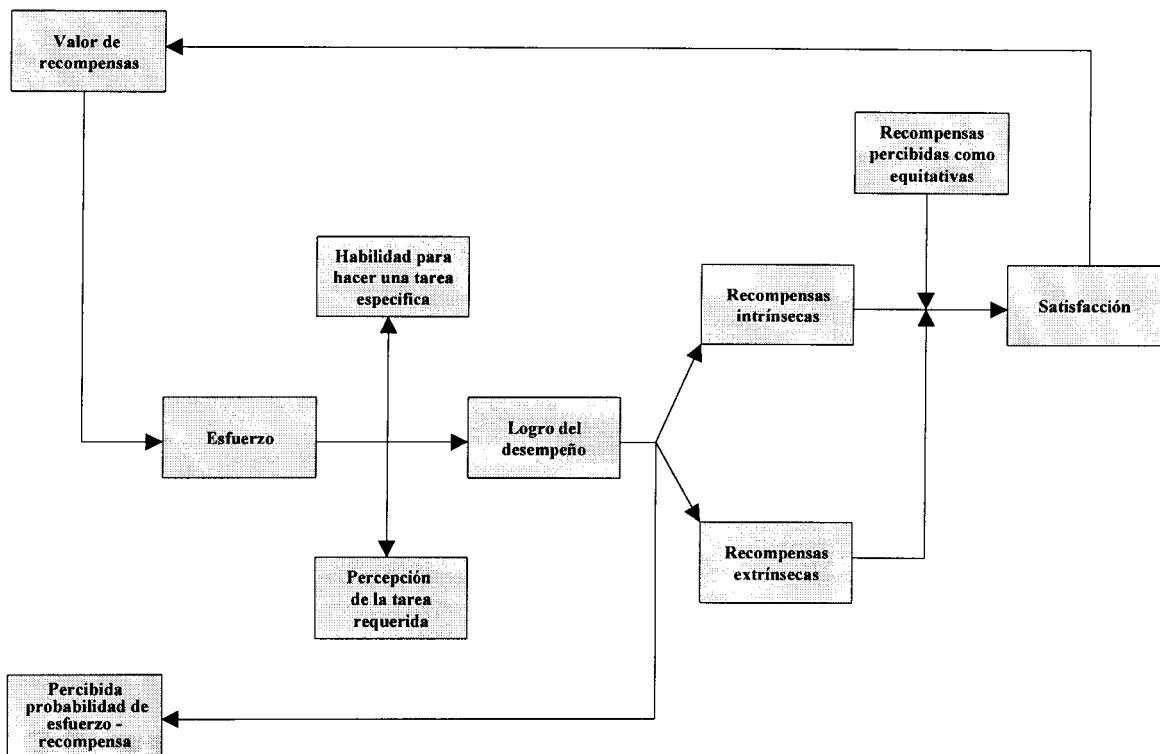 Valor de
recompensas
Recompensas
percibidas como
equitativas
Habilidad para
hacer una tarea
especifica
Recompensas
intrínsecas
Satisfacción
Esfuerzo
Logro del
desempeño
Recompensas
extrínsecas
Percepción
de la tarea
requerida
Percibida
probabilidad de
esfuerzo -
recompensa